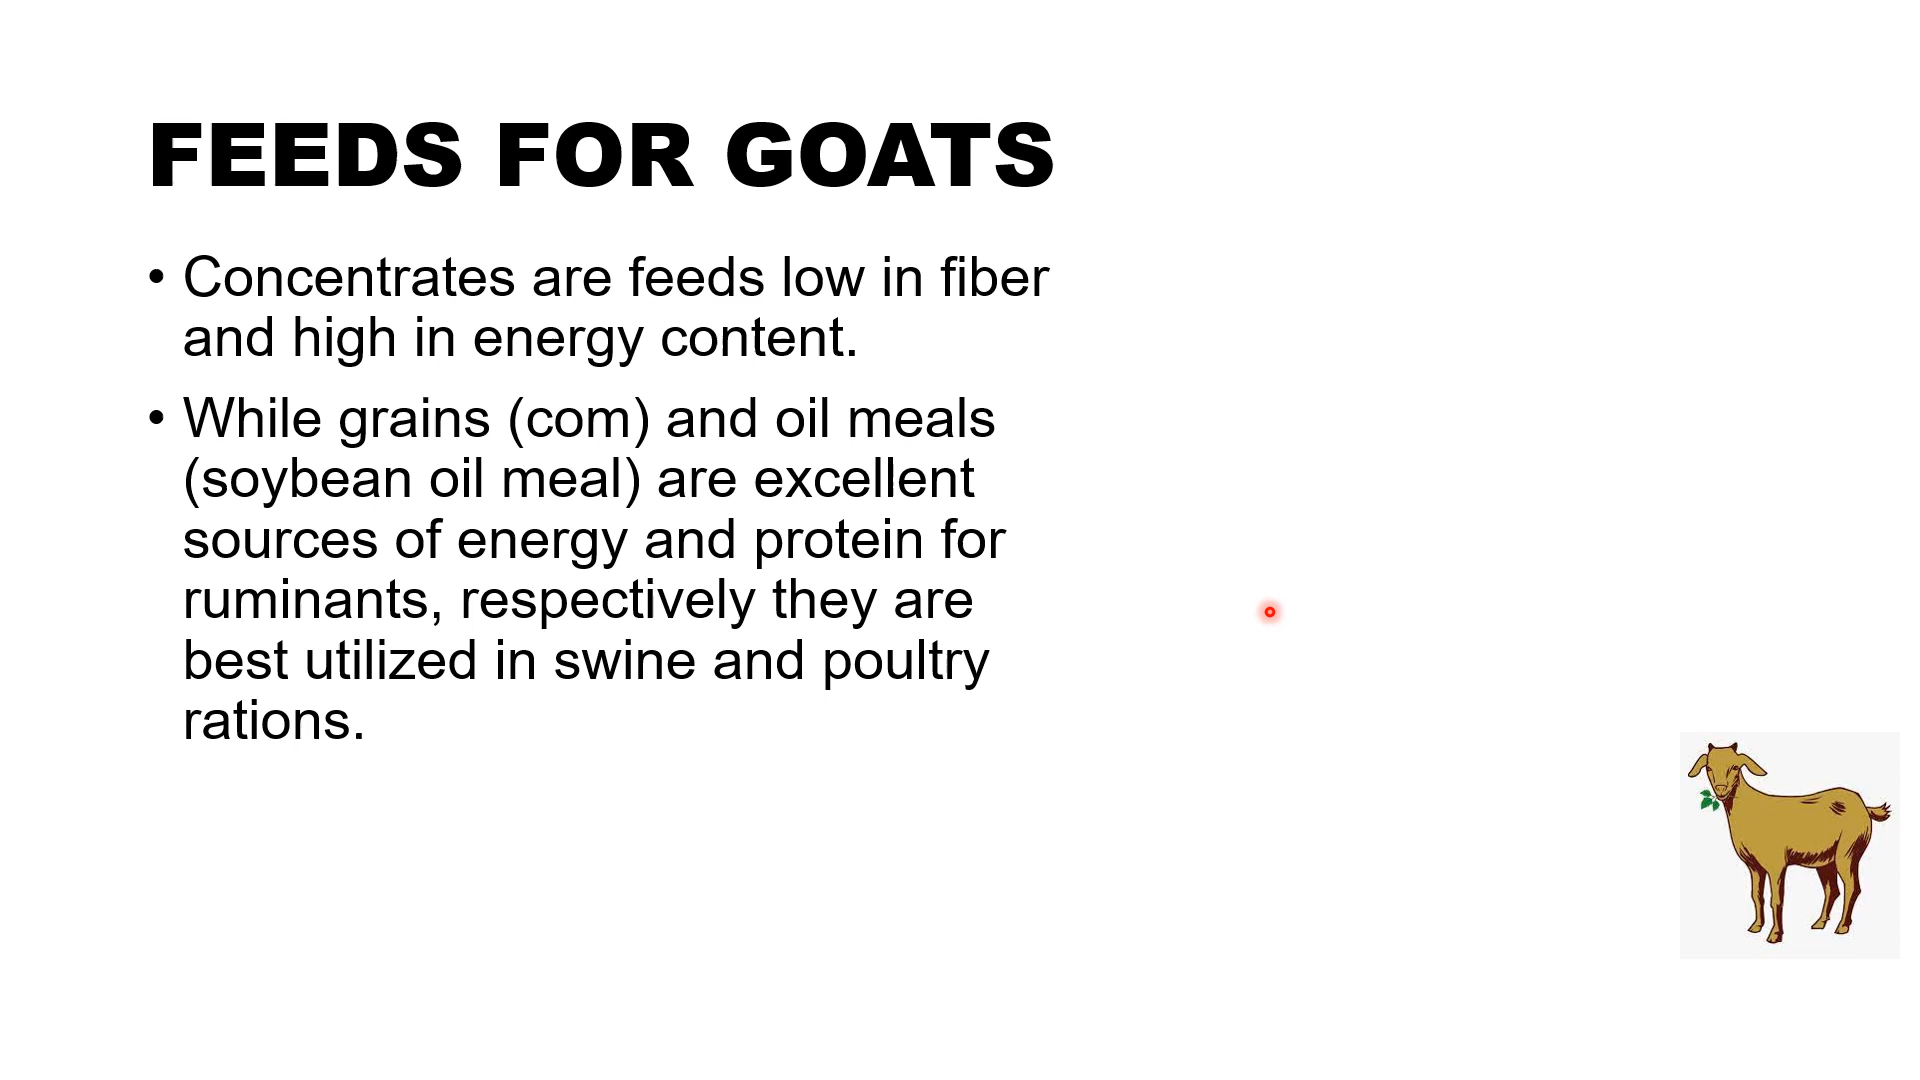 FEEDS FOR GOATS
• Concentrates are feeds low in fiber
and high in energy content.
• While grains (com) and oil meals
(soybean oil meal) are excellent
sources of energy and protein for
ruminants, respectively they are
best utilized in swine and poultry
rations.